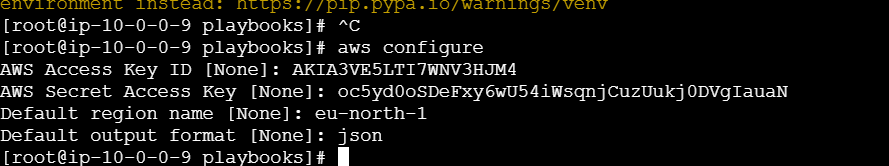 environment instead: https://pip.pypa.io/warnings/venv
[root@ip-10-0-0-9 playbooks]# ^C
[root@ip-10-0-0-9 playbooks]# aws configure
AWS Access Key ID [None]: AKIA3VE5LTI7WNV3HJM4
AWS Secret Access Key [None]: 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
Default region name [None]: eu-north-1
Default output format [None]: json
[root@ip-10-0-0-9 playbooks]#